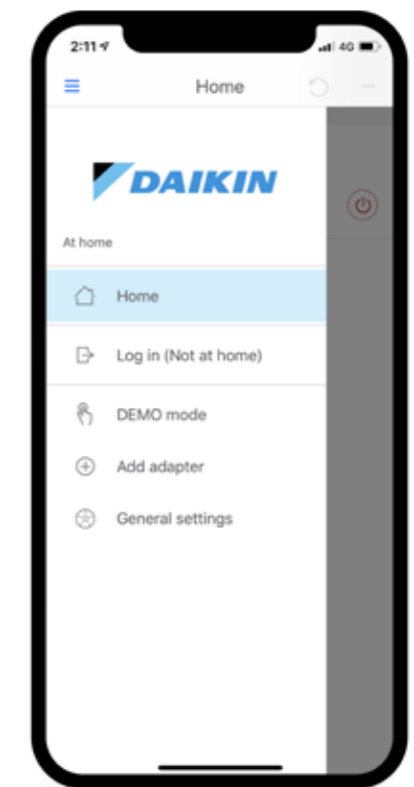 2:11
4G
Home
DAIKIN
At home
Home
Log in (Not at home)
DEMO mode
Add adapter
General settings